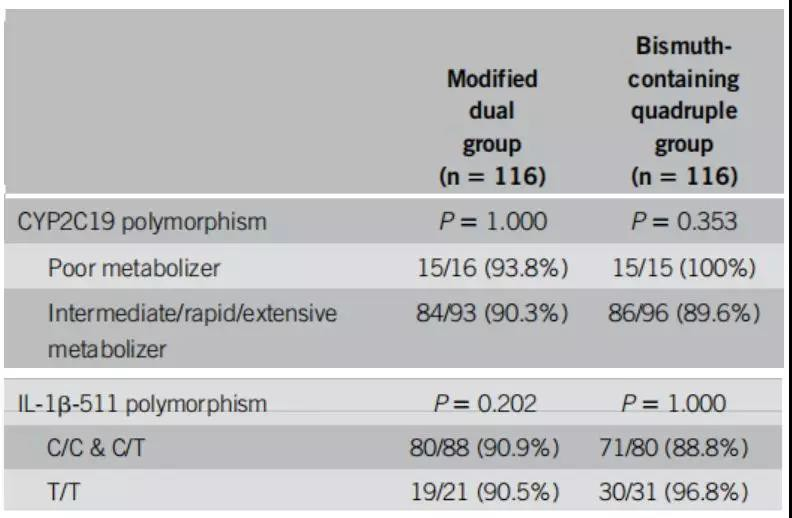 Modified dual group (n = 116) Bismuth-containing quadruple group (n = 116)
CYP2C19 polymorphism P = 1.000 P = 0.353
Poor metabolizer 15/16 (93.8%) 15/15 (100%)
Intermediate/rapid/extensive metabolizer 84/93 (90.3%) 86/96 (89.6%)
IL-1β-511 polymorphism P = 0.202 P = 1.000
C/C & C/T 80/88 (90.9%) 71/80 (88.8%)
T/T 19/21 (90.5%) 30/31 (96.8%)